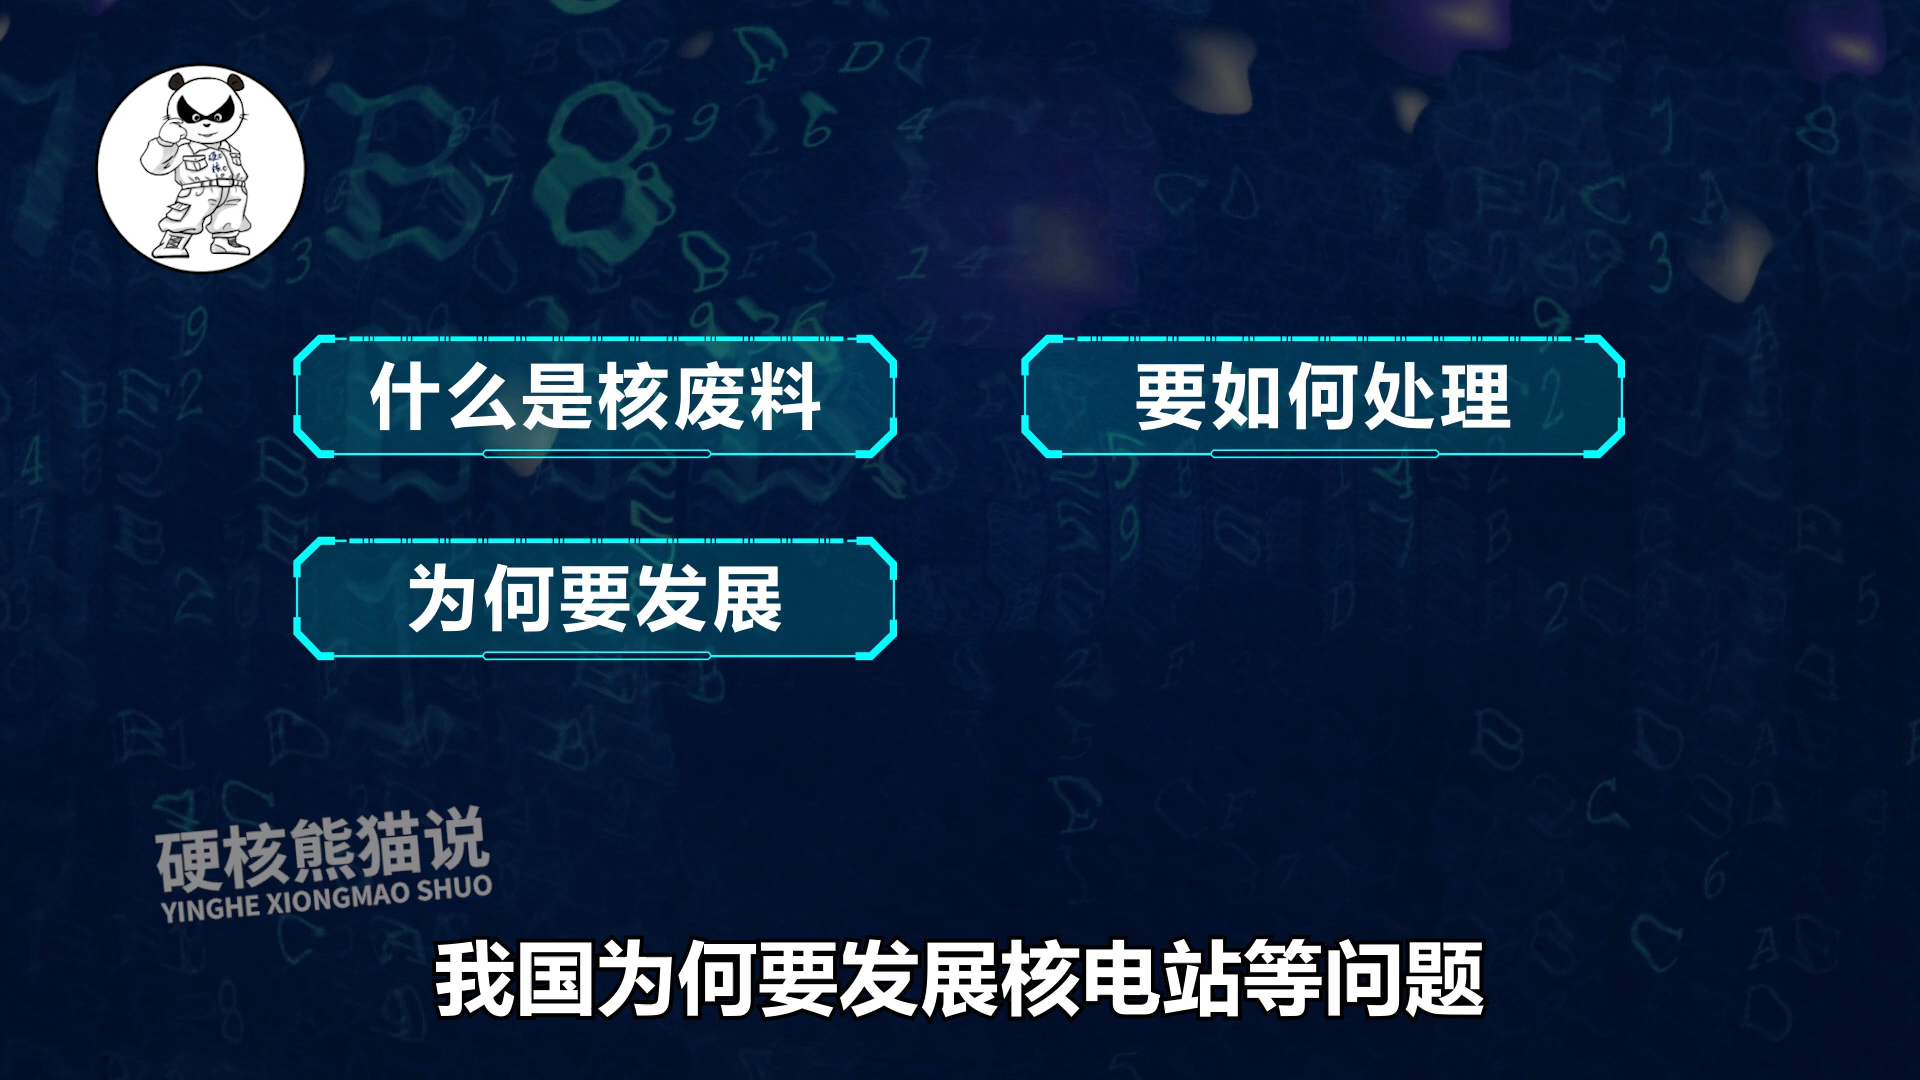 什么是核废料
要如何处理
为何要发展
硬核熊猫说
YINGHE XIONGMAO SHUO
我国为何要发展核电站等问题